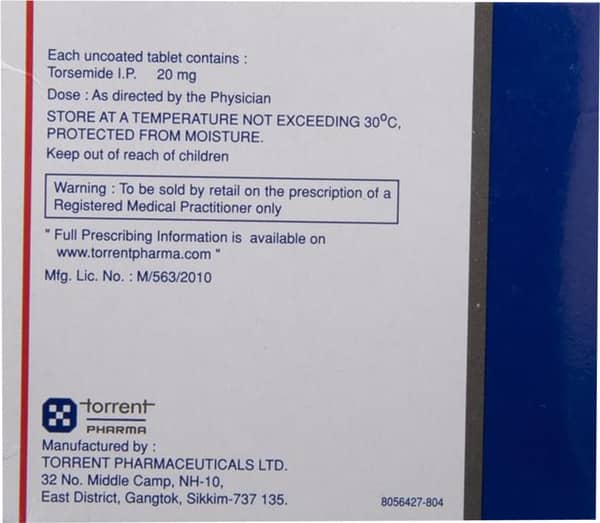 Each uncoated tablet contains :
Torsemide I.P. 20 mg
Dose : As directed by the Physician
STORE AT A TEMPERATURE NOT EXCEEDING 30⁰C,
PROTECTED FROM MOISTURE.
Keep out of reach of children
Warning : To be sold by retail on the prescription of a
Registered Medical Practitioner only
" Full Prescribing Information is available on
www.torrentpharma.com "
Mfg. Lic. No. : M/563/2010
torrent
PHARMA
Manufactured by :
TORRENT PHARMACEUTICALS LTD.
32 No. Middle Camp, NH-10,
East District, Gangtok, Sikkim-737 135.
8056427-804